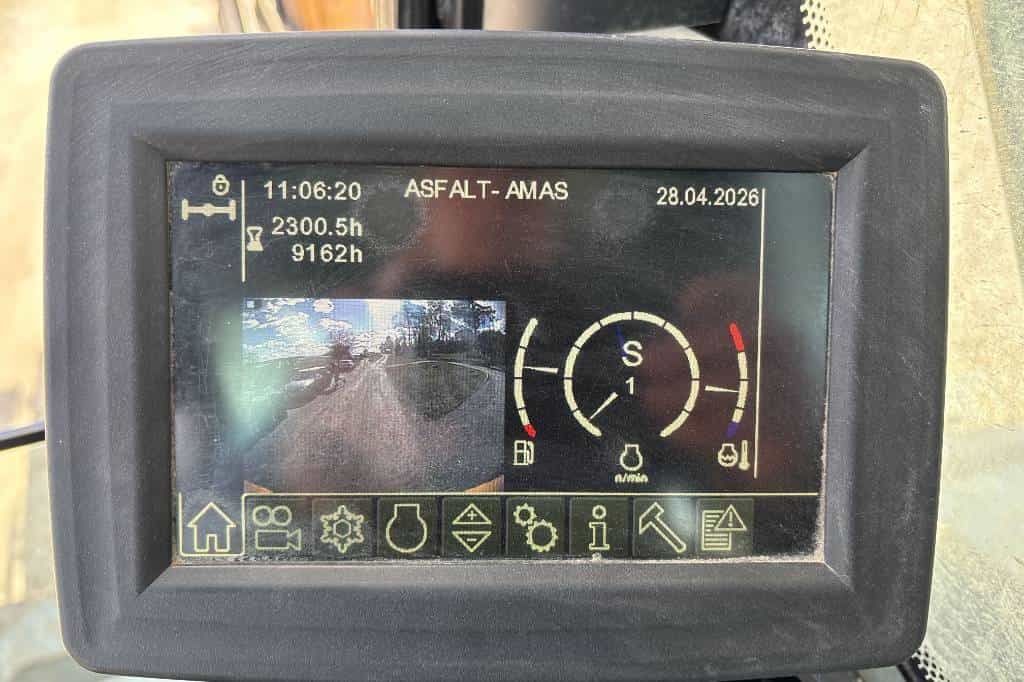 11:06:20 ASFALT- AMAS 28.04.2026
2300.5h
9162h
S
1
n/min